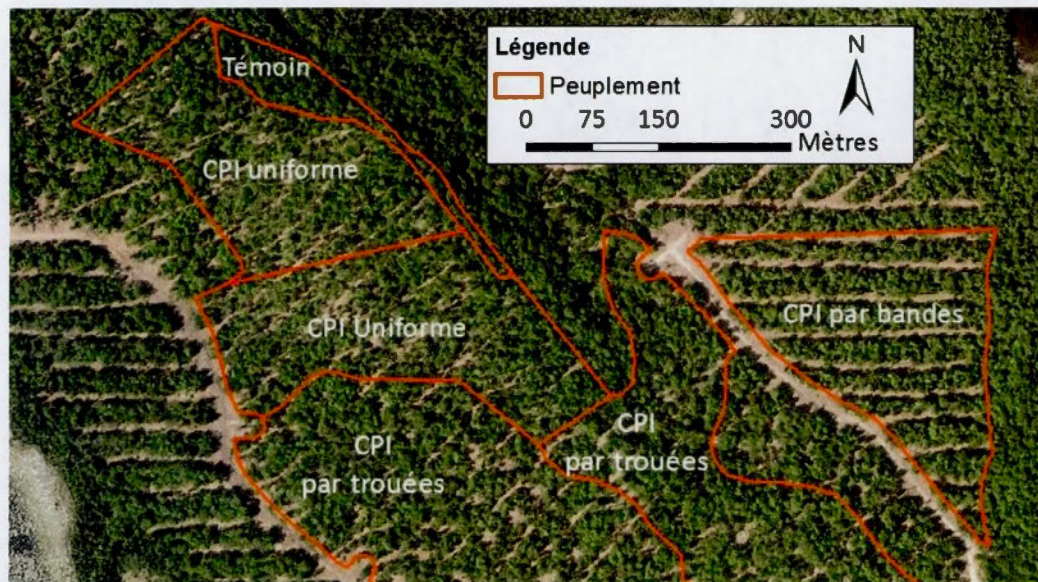 Légende
N
Peuplement
0 75 150 300
Mètres
Témoin
CPI uniforme
CPI Uniforme
CPI par bandes
CPI
par trouées
CPI
par trouées